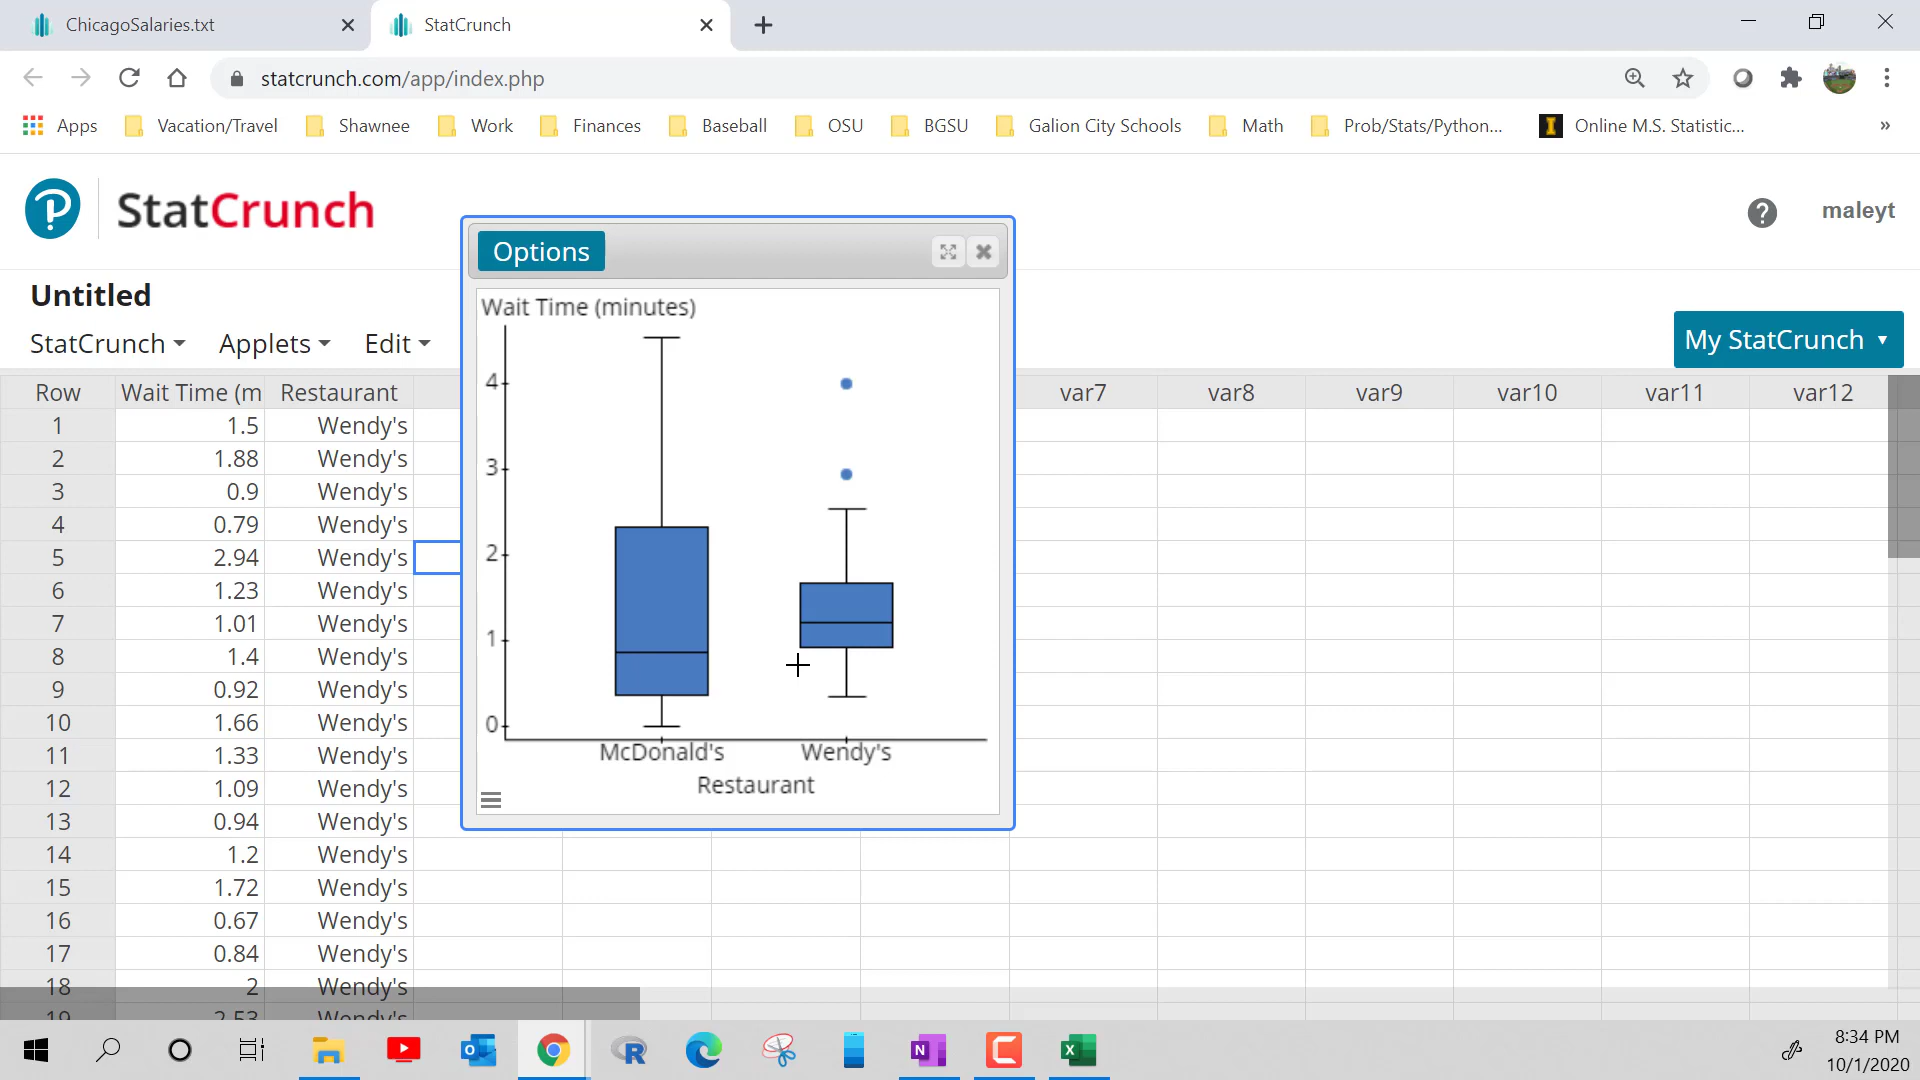 ChicagoSalaries.txt
StatCrunch
statcrunch.com/app/index.php
Apps
Vacation/Travel
Shawnee
Work
Finances
Baseball
OSU
BGSU
Galion City Schools
Math
Prob/Stats/Python...
Online M.S. Statistic...
»
P
StatCrunch
?
maleyt
Untitled
StatCrunch
Applets
Edit
My StatCrunch
Options
Wait Time (minutes)
4
3
2
1
0
McDonald's
Wendy's
Restaurant
Row Wait Time (m Restaurant var7 var8 var9 var10 var11 var12
1 1.5 Wendy's
2 1.88 Wendy's
3 0.9 Wendy's
4 0.79 Wendy's
5 2.94 Wendy's
6 1.23 Wendy's
7 1.01 Wendy's
8 1.4 Wendy's
9 0.92 Wendy's
10 1.66 Wendy's
11 1.33 Wendy's
12 1.09 Wendy's
13 0.94 Wendy's
14 1.2 Wendy's
15 1.72 Wendy's
16 0.67 Wendy's
17 0.84 Wendy's
18 2 Wendy's
19 2.53 Wendy's
8:34 PM
10/1/2020